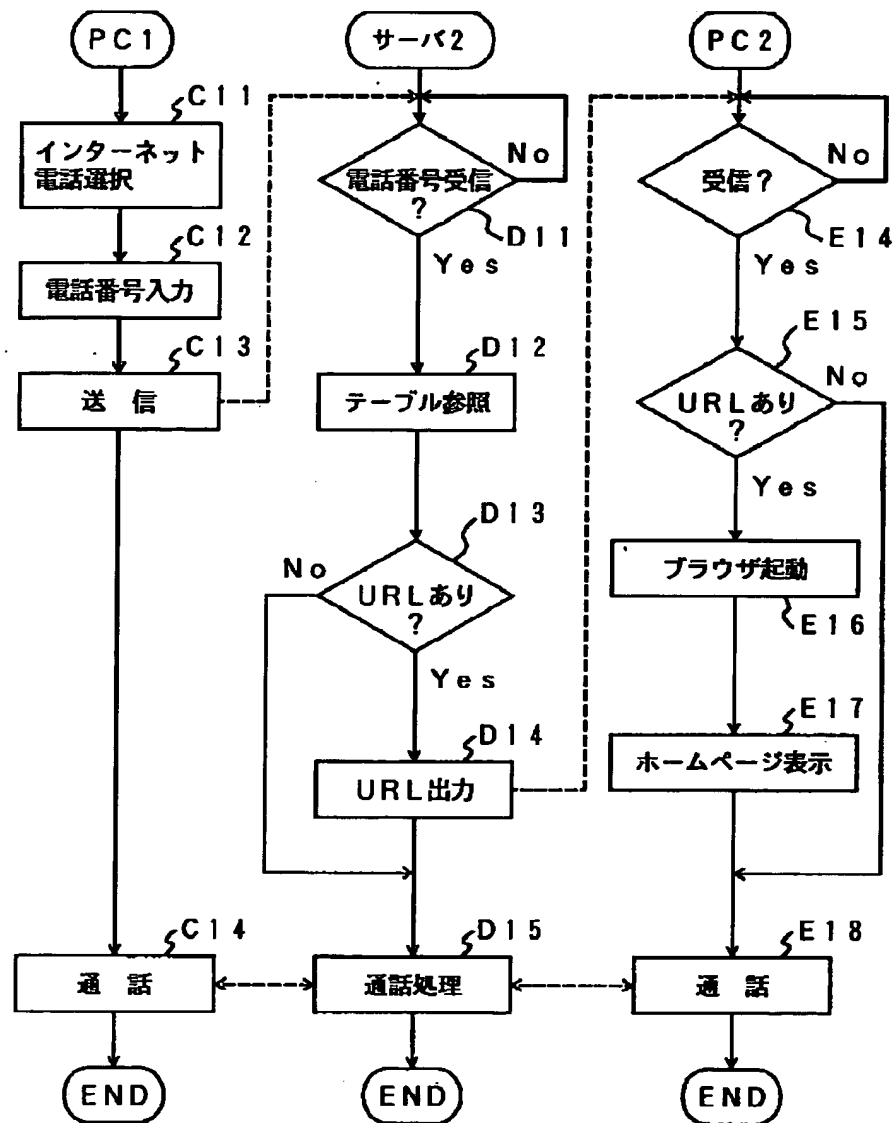 PC1
C11
インターネット
電話選択
C12
電話番号入力
C13
送 信
C14
通 話
END
サーバ2
No
電話番号受信
?
D11
Yes
D12
テーブル参照
D13
No
URLあり
?
Yes
D14
URL出力
D15
通話処理
END
PC2
No
受信?
E14
Yes
E15
No
URLあり
?
Yes
ブラウザ起動
E16
E17
ホームページ表示
E18
通 話
END